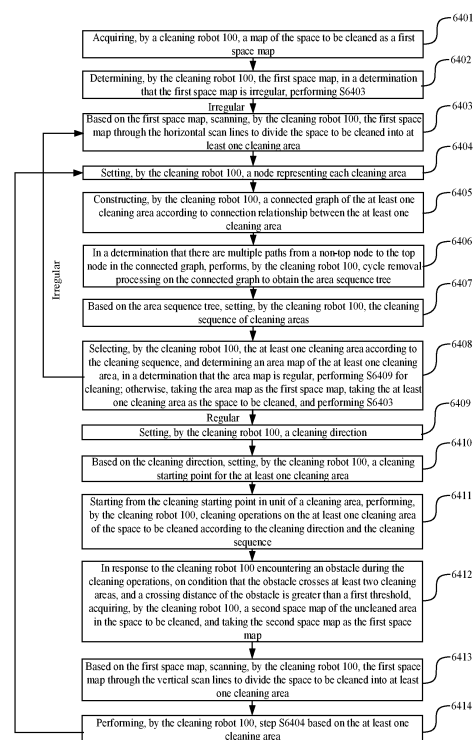 6401
Acquiring, by a cleaning robot 100, a map of the space to be cleaned as a first
space map
6402
Determining, by the cleaning robot 100, the first space map, in a determination
that the first space map is irregular, performing S6403
Irregular
6403
Based on the first space map, scanning, by the cleaning robot 100, the first space
map through the horizontal scan lines to divide the space to be cleaned into at
least one cleaning area
6404
Setting, by the cleaning robot 100, a node representing each cleaning area
6405
Constructing, by the cleaning robot 100, a connected graph of the at least one
cleaning area according to connection relationship between the at least one
cleaning area
6406
In a determination that there are multiple paths from a non-top node to the top
node in the connected graph, performs, by the cleaning robot 100, cycle removal
processing on the connected graph to obtain the area sequence tree
Irregular
6407
Based on the area sequence tree, setting, by the cleaning robot 100, the cleaning
sequence of cleaning areas
6408
Selecting, by the cleaning robot 100, the at least one cleaning area according to
the cleaning sequence, and determining an area map of the at least one cleaning
area, in a determination that the area map is regular, performing S6409 for
cleaning; otherwise, taking the area map as the first space map, taking the at least
one cleaning area as the space to be cleaned, and performing S6403
Regular
6409
Setting, by the cleaning robot 100, a cleaning direction
6410
Based on the cleaning direction, setting, by the cleaning robot 100, a cleaning
starting point for the at least one cleaning area
6411
Starting from the cleaning starting point in unit of a cleaning area, performing,
by the cleaning robot 100, cleaning operations on the at least one cleaning area
of the space to be cleaned according to the cleaning direction and the cleaning
sequence
6412
In response to the cleaning robot 100 encountering an obstacle during the
cleaning operations, on condition that the obstacle crosses at least two cleaning
areas, and a crossing distance of the obstacle is greater than a first threshold,
acquiring, by the cleaning robot 100, a second space map of the uncleaned area
in the space to be cleaned, and taking the second space map as the first space
map
6413
Based on the first space map, scanning, by the cleaning robot 100, the first space
map through the vertical scan lines to divide the space to be cleaned into at least
one cleaning area
6414
Performing, by the cleaning robot 100, step S6404 based on the at least one
cleaning area